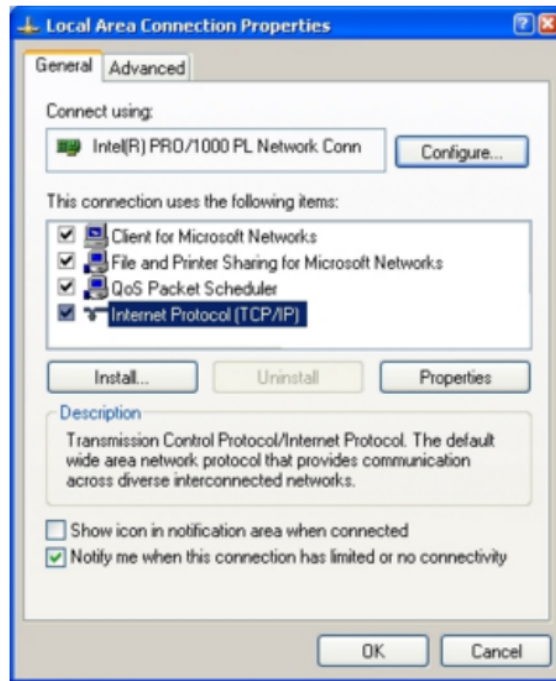 Local Area Connection Properties
General Advanced
Connect using:
Intel(R) PRO/1000 PL Network Conn Configure...
This connection uses the following items:
Client for Microsoft Networks
File and Printer Sharing for Microsoft Networks
QoS Packet Scheduler
Internet Protocol (TCP/IP)
Install... Uninstall Properties
Description
Transmission Control Protocol/Internet Protocol. The default
wide area network protocol that provides communication
across diverse interconnected networks.
Show icon in notification area when connected
Notify me when this connection has limited or no connectivity
OK Cancel